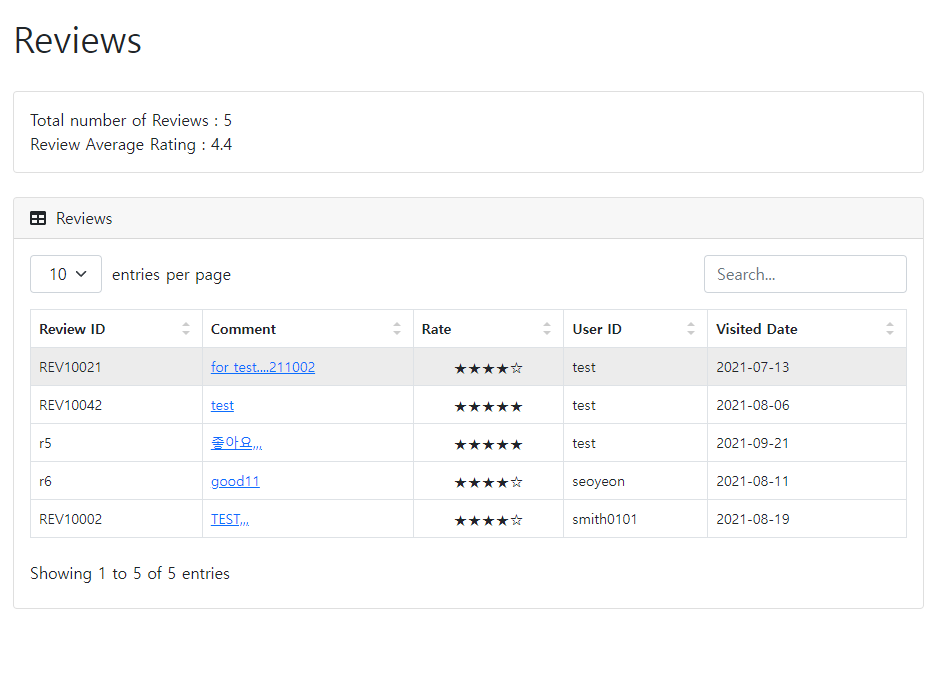 Reviews
Total number of Reviews : 5
Review Average Rating : 4.4
Reviews
10 entries per page Search...
Review ID Comment Rate User ID Visited Date
REV10021 for test....211002 ★★★★☆ test 2021-07-13
REV10042 test ★★★★★ test 2021-08-06
r5 좋아요,,, ★★★★★ test 2021-09-21
r6 good11 ★★★★☆ seoyeon 2021-08-11
REV10002 TEST,,, ★★★★☆ smith0101 2021-08-19
Showing 1 to 5 of 5 entries